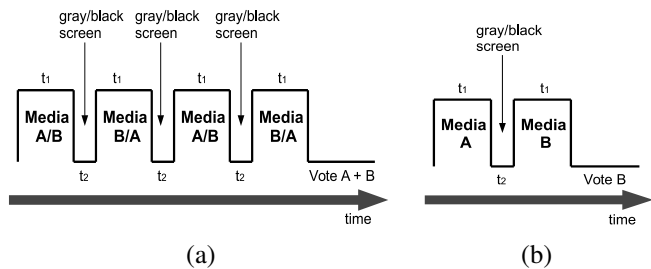 gray/black
screen
gray/black
screen
gray/black
screen
t1
t1
t1
t1
Media
A/B
Media
B/A
Media
A/B
Media
B/A
t2
t2
t2
Vote A + B
time
(a)
gray/black
screen
t1
t1
Media
A
Media
B
t2
Vote B
time
(b)